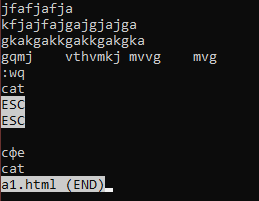 jfafjafja
kfjajfajgajgjajga
gkakgakkgakkgakgka
gqmj    vthvmkj mvvg    mvg
:wq
cat
ESC
ESC
сфе
cat
a1.html (END)